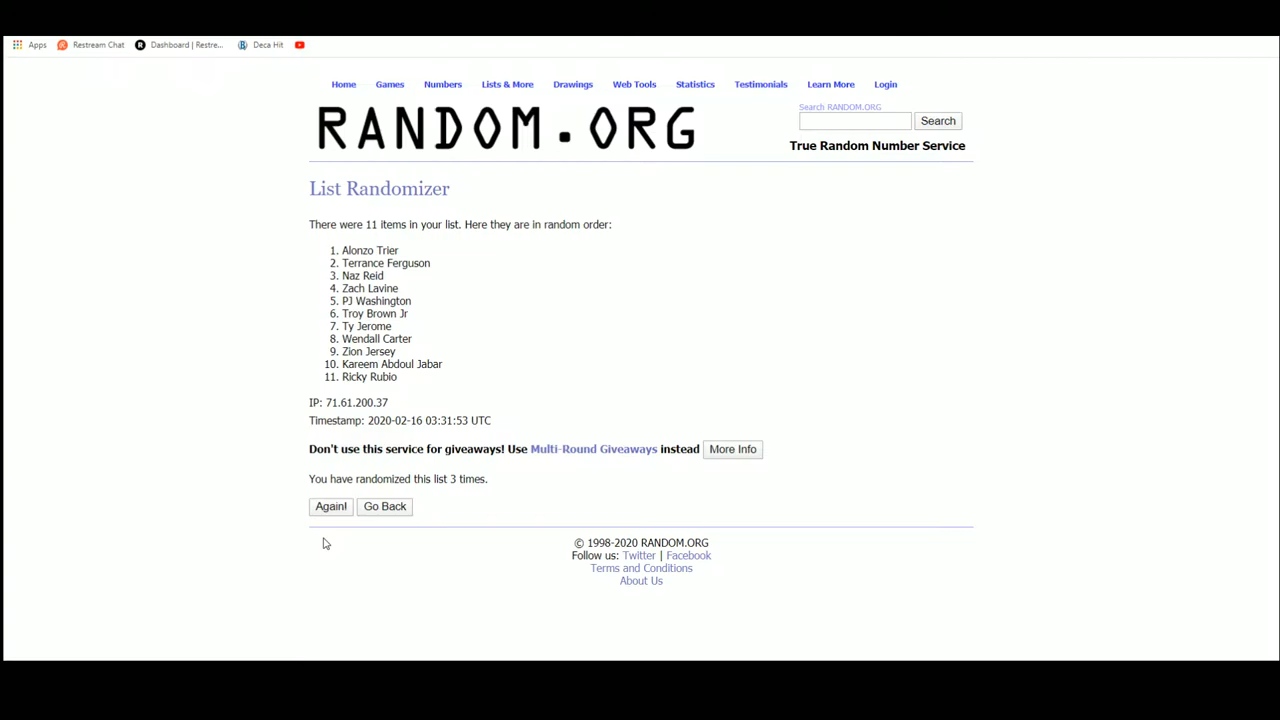 Apps Restream Chat Dashboard | Restre... Deca Hit
Home Games Numbers Lists & More Drawings Web Tools Statistics Testimonials Learn More Login
RANDOM.ORG
Search RANDOM.ORG
Search
True Random Number Service
List Randomizer
There were 11 items in your list. Here they are in random order:
1. Alonzo Trier
2. Terrance Ferguson
3. Naz Reid
4. Zach Lavine
5. PJ Washington
6. Troy Brown Jr
7. Ty Jerome
8. Wendall Carter
9. Zion Jersey
10. Kareem Abdoul Jabar
11. Ricky Rubio
IP: 71.61.200.37
Timestamp: 2020-02-16 03:31:53 UTC
Don't use this service for giveaways! Use Multi-Round Giveaways instead More Info
You have randomized this list 3 times.
Again! Go Back
© 1998-2020 RANDOM.ORG
Follow us: Twitter | Facebook
Terms and Conditions
About Us